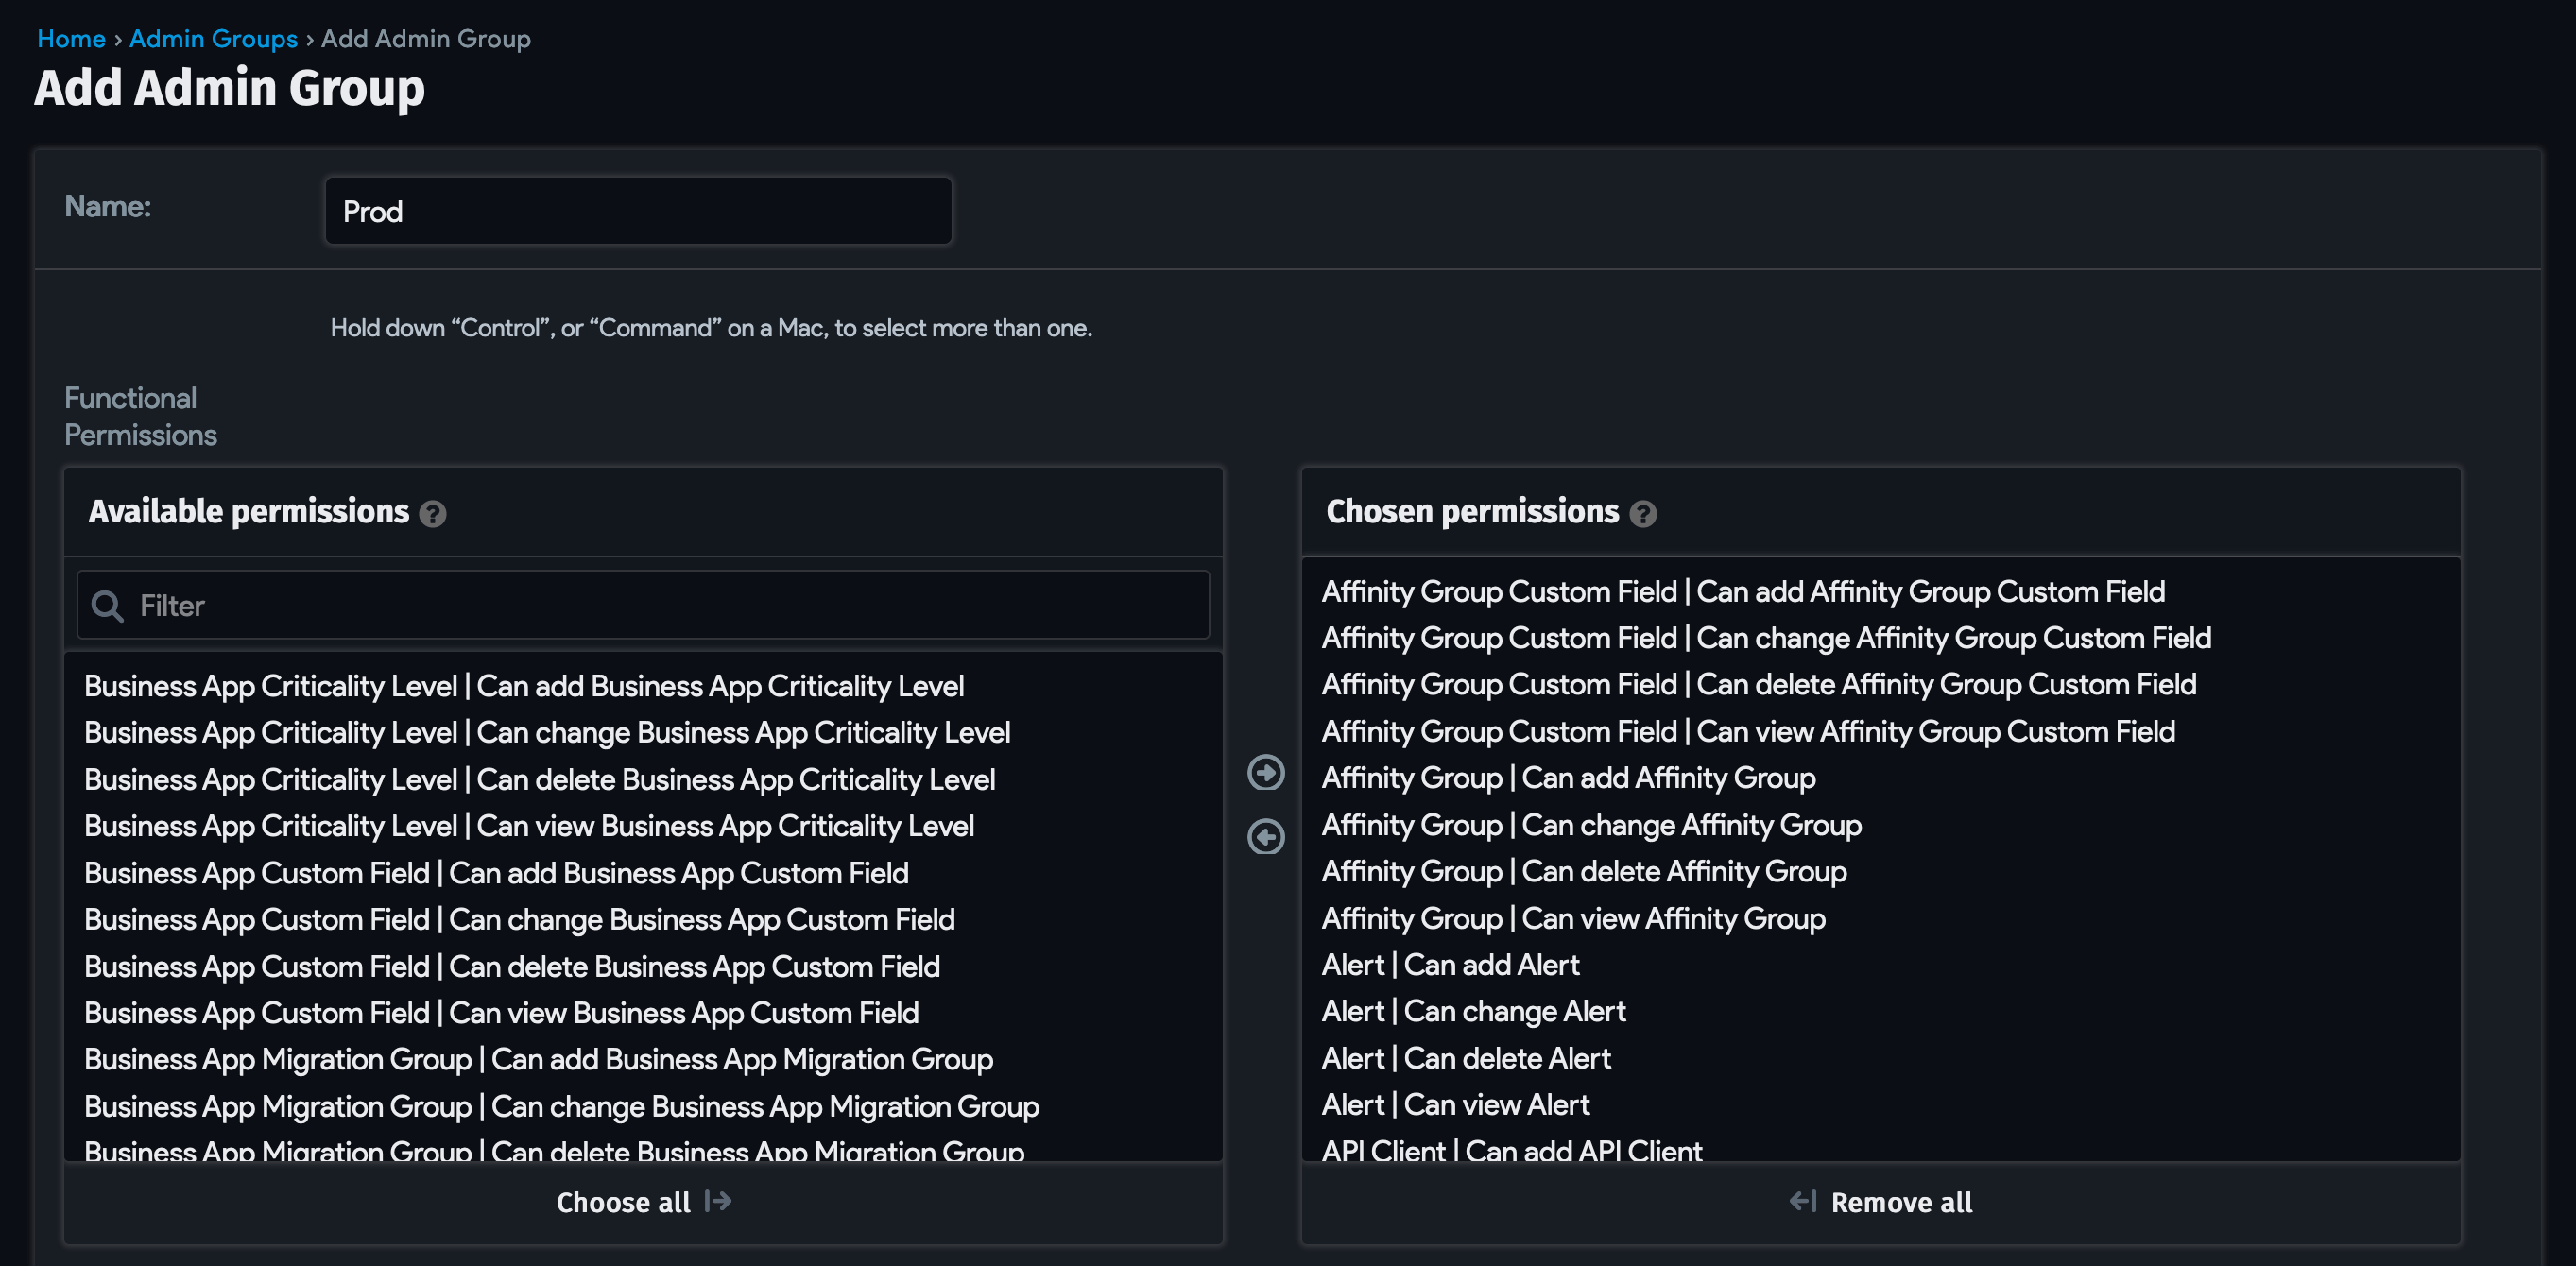 Home › Admin Groups › Add Admin Group
Add Admin Group
Name:
Prod
Hold down “Control”, or “Command” on a Mac, to select more than one.
Functional
Permissions
Available permissions ?
Filter
Business App Criticality Level | Can add Business App Criticality Level
Business App Criticality Level | Can change Business App Criticality Level
Business App Criticality Level | Can delete Business App Criticality Level
Business App Criticality Level | Can view Business App Criticality Level
Business App Custom Field | Can add Business App Custom Field
Business App Custom Field | Can change Business App Custom Field
Business App Custom Field | Can delete Business App Custom Field
Business App Custom Field | Can view Business App Custom Field
Business App Migration Group | Can add Business App Migration Group
Business App Migration Group | Can change Business App Migration Group
Business App Migration Group | Can delete Business App Migration Group
Choose all
Chosen permissions ?
Affinity Group Custom Field | Can add Affinity Group Custom Field
Affinity Group Custom Field | Can change Affinity Group Custom Field
Affinity Group Custom Field | Can delete Affinity Group Custom Field
Affinity Group Custom Field | Can view Affinity Group Custom Field
Affinity Group | Can add Affinity Group
Affinity Group | Can change Affinity Group
Affinity Group | Can delete Affinity Group
Affinity Group | Can view Affinity Group
Alert | Can add Alert
Alert | Can change Alert
Alert | Can delete Alert
Alert | Can view Alert
API Client | Can add API Client
Remove all